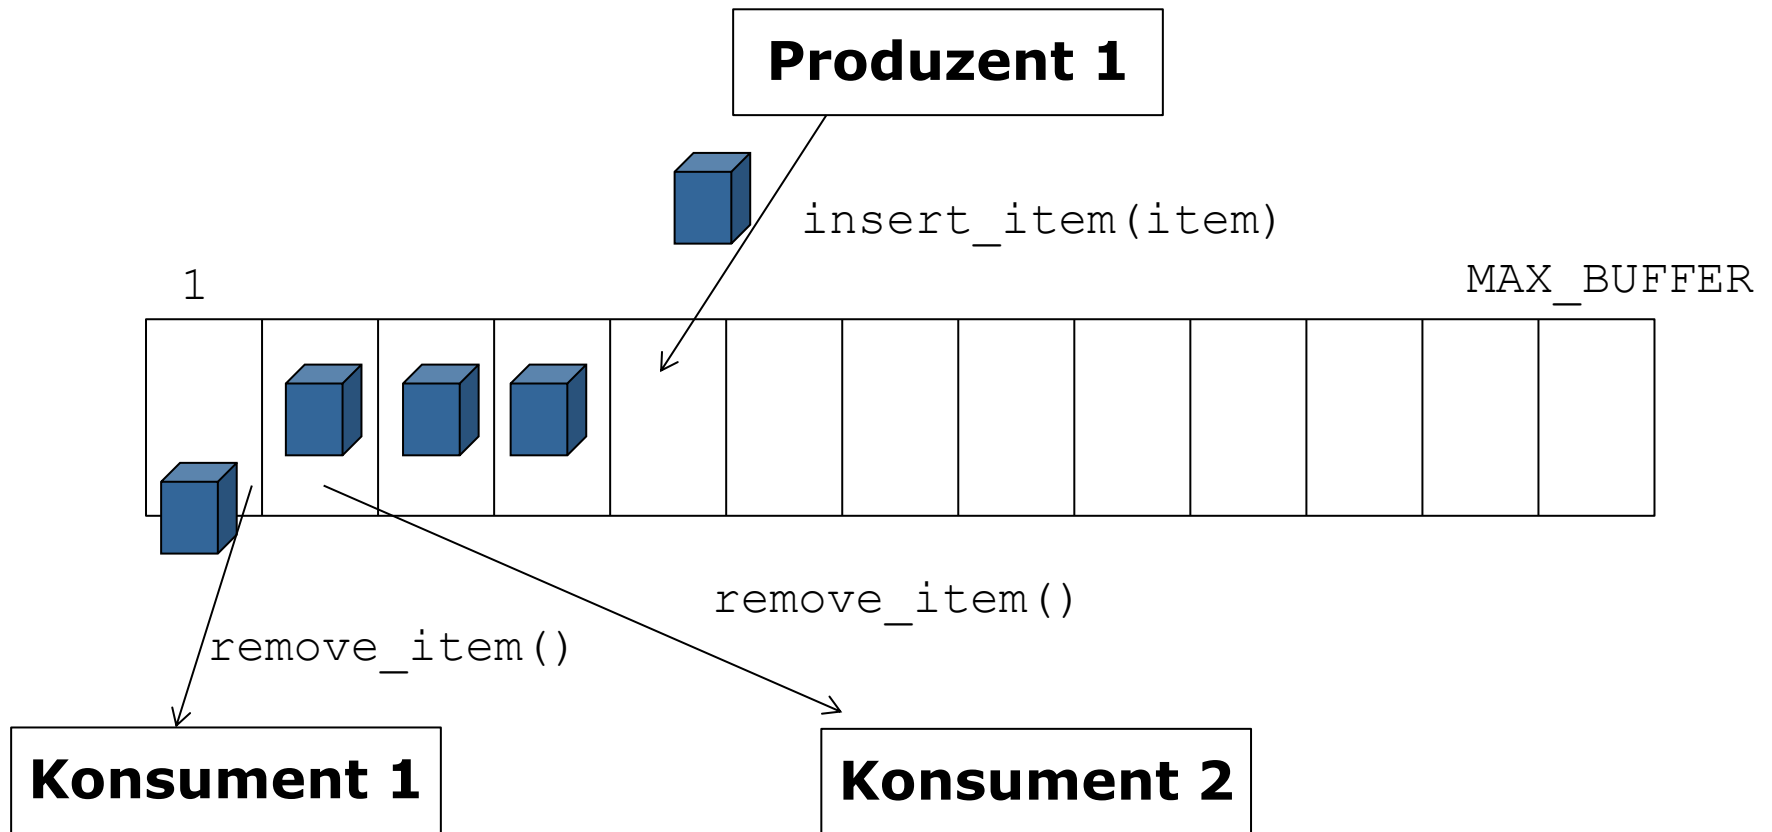 Produzent 1
insert_item(item)
1
MAX_BUFFER
remove_item()
remove_item()
Konsument 1
Konsument 2